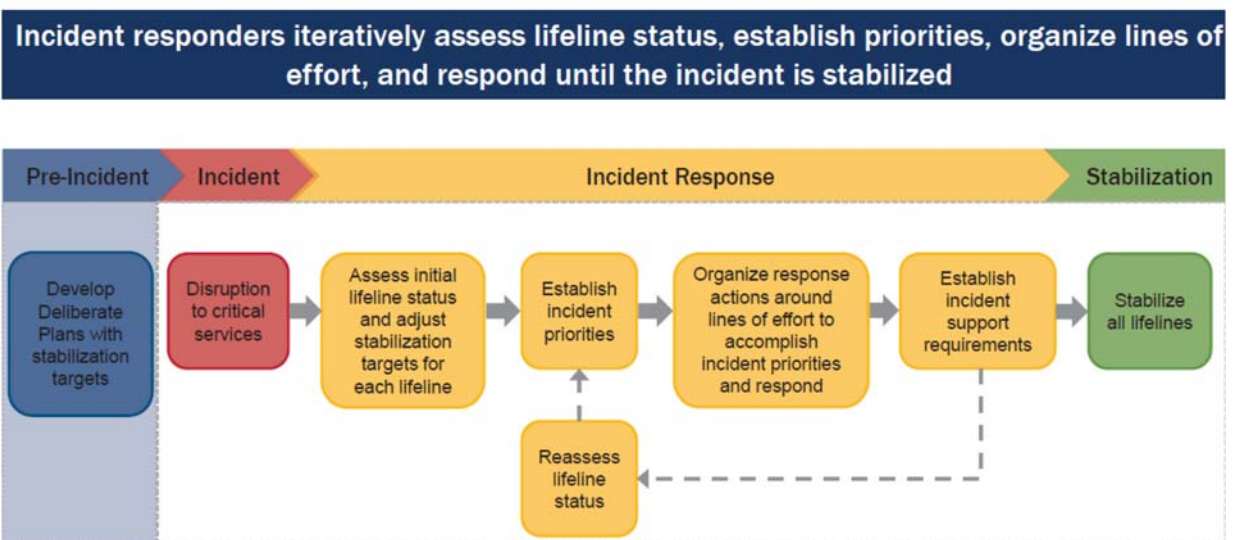 Incident responders iteratively assess lifeline status, establish priorities, organize lines of
effort, and respond until the incident is stabilized
Pre-Incident
Incident
Incident Response
Stabilization
Develop
Deliberate
Plans with
stabilization
targets
Disruption
to critical
services
Assess initial
lifeline status
and adjust
stabilization
targets for
each lifeline
Establish
incident
priorities
Organize response
actions around
lines of effort to
accomplish
incident priorities
and respond
Establish
incident
support
requirements
Stabilize
all lifelines
Reassess
lifeline
status